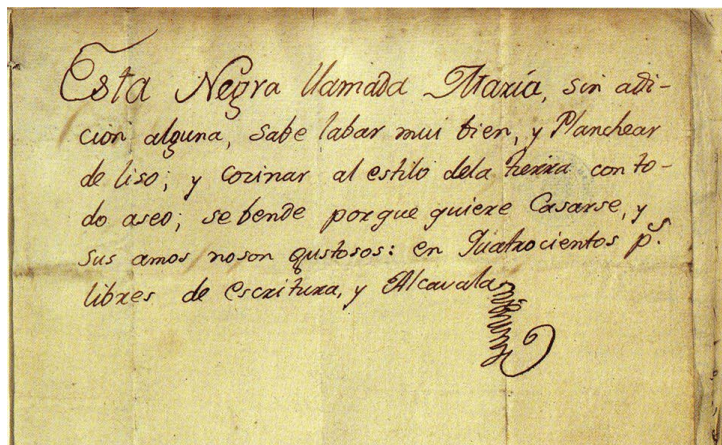 Esta Negra llamada María, sin adi-
cion alguna, sabe labar mui bien, y Planchear
de liso; y cozinar al estilo dela tierra con to-
do aseo; se bende porque quiere Casarse, y
sus amos noson gustosos: en Quatrocientos p.s
libres de escritura, y Alcavala